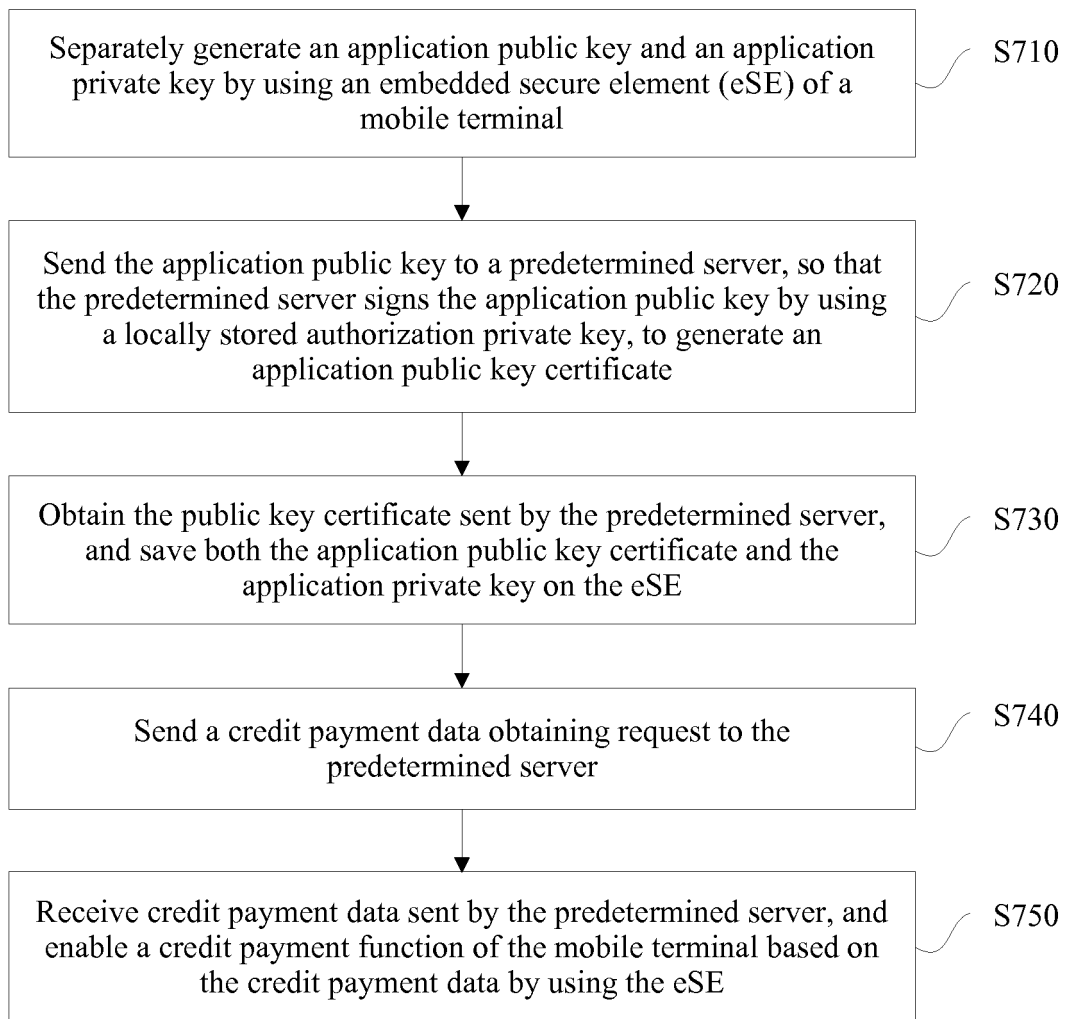 Separately generate an application public key and an application
private key by using an embedded secure element (eSE) of a
mobile terminal
S710
Send the application public key to a predetermined server, so that
the predetermined server signs the application public key by using
a locally stored authorization private key, to generate an
application public key certificate
S720
Obtain the public key certificate sent by the predetermined server,
and save both the application public key certificate and the
application private key on the eSE
S730
Send a credit payment data obtaining request to the
predetermined server
S740
Receive credit payment data sent by the predetermined server, and
enable a credit payment function of the mobile terminal based on
the credit payment data by using the eSE
S750